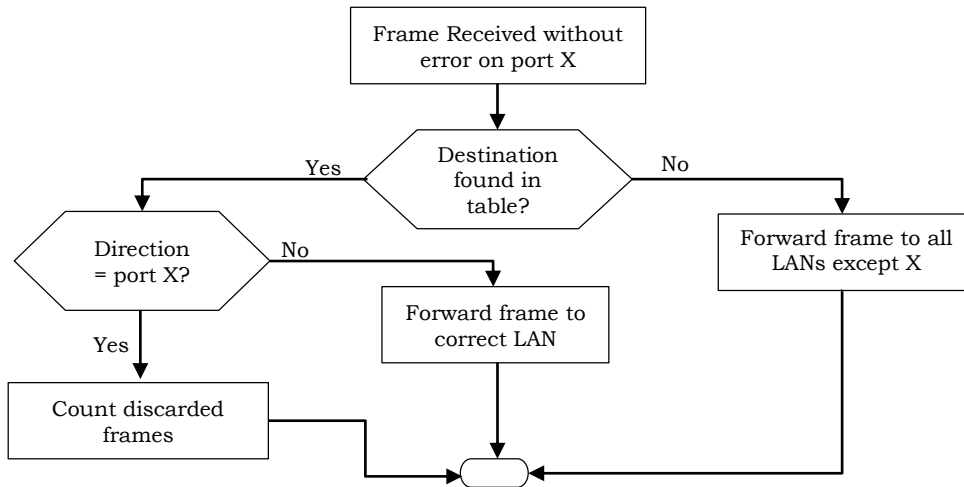 Frame Received without
error on port X
Destination
found in
table?
Yes
No
Direction
= port X?
No
Yes
Forward frame to all
LANs except X
Forward frame to
correct LAN
Count discarded
frames